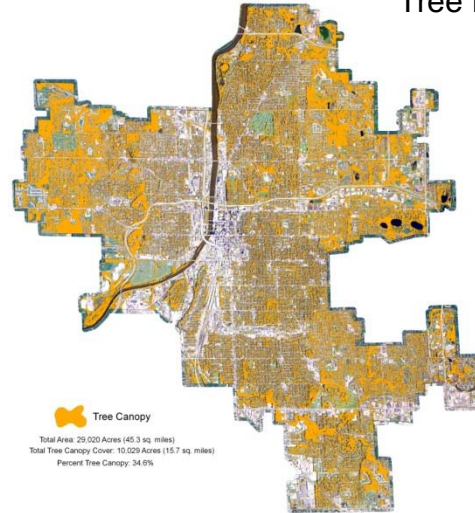 Tree
Tree Canopy
Total Area: 29,020 Acres (45.3 sq. miles)
Total Tree Canopy Cover: 10,029 Acres (15.7 sq. miles)
Percent Tree Canopy: 34.6%